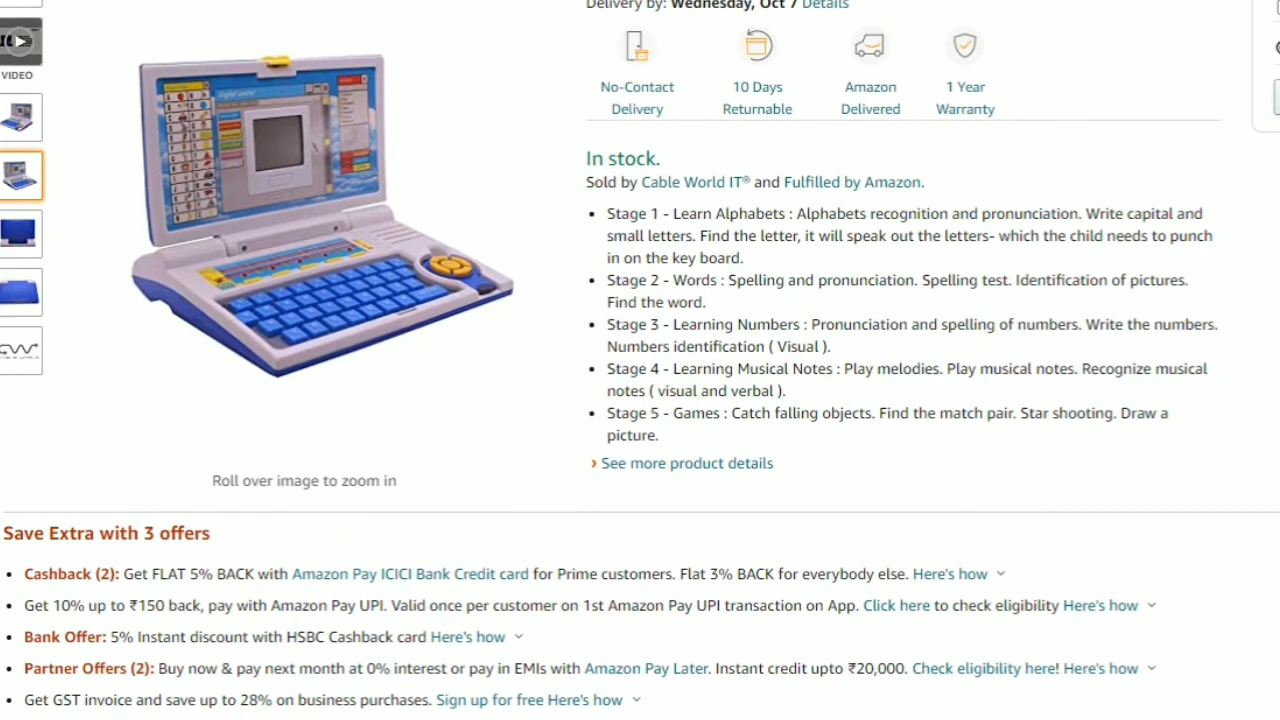 Delivery by: Wednesday, Oct 7 Details
VIDEO
No-Contact Delivery
10 Days Returnable
Amazon Delivered
1 Year Warranty
In stock.
Sold by Cable World IT® and Fulfilled by Amazon.
• Stage 1 - Learn Alphabets : Alphabets recognition and pronunciation. Write capital and
small letters. Find the letter, it will speak out the letters- which the child needs to punch
in on the key board.
• Stage 2 - Words : Spelling and pronunciation. Spelling test. Identification of pictures.
Find the word.
• Stage 3 - Learning Numbers : Pronunciation and spelling of numbers. Write the numbers.
Numbers identification ( Visual ).
• Stage 4 - Learning Musical Notes : Play melodies. Play musical notes. Recognize musical
notes ( visual and verbal ).
• Stage 5 - Games : Catch falling objects. Find the match pair. Star shooting. Draw a
picture.
› See more product details
Roll over image to zoom in
Save Extra with 3 offers
• Cashback (2): Get FLAT 5% BACK with Amazon Pay ICICI Bank Credit card for Prime customers. Flat 3% BACK for everybody else. Here's how
• Get 10% up to ₹150 back, pay with Amazon Pay UPI. Valid once per customer on 1st Amazon Pay UPI transaction on App. Click here to check eligibility Here's how
• Bank Offer: 5% Instant discount with HSBC Cashback card Here's how
• Partner Offers (2): Buy now & pay next month at 0% interest or pay in EMIs with Amazon Pay Later. Instant credit upto ₹20,000. Check eligibility here! Here's how
• Get GST invoice and save up to 28% on business purchases. Sign up for free Here's how